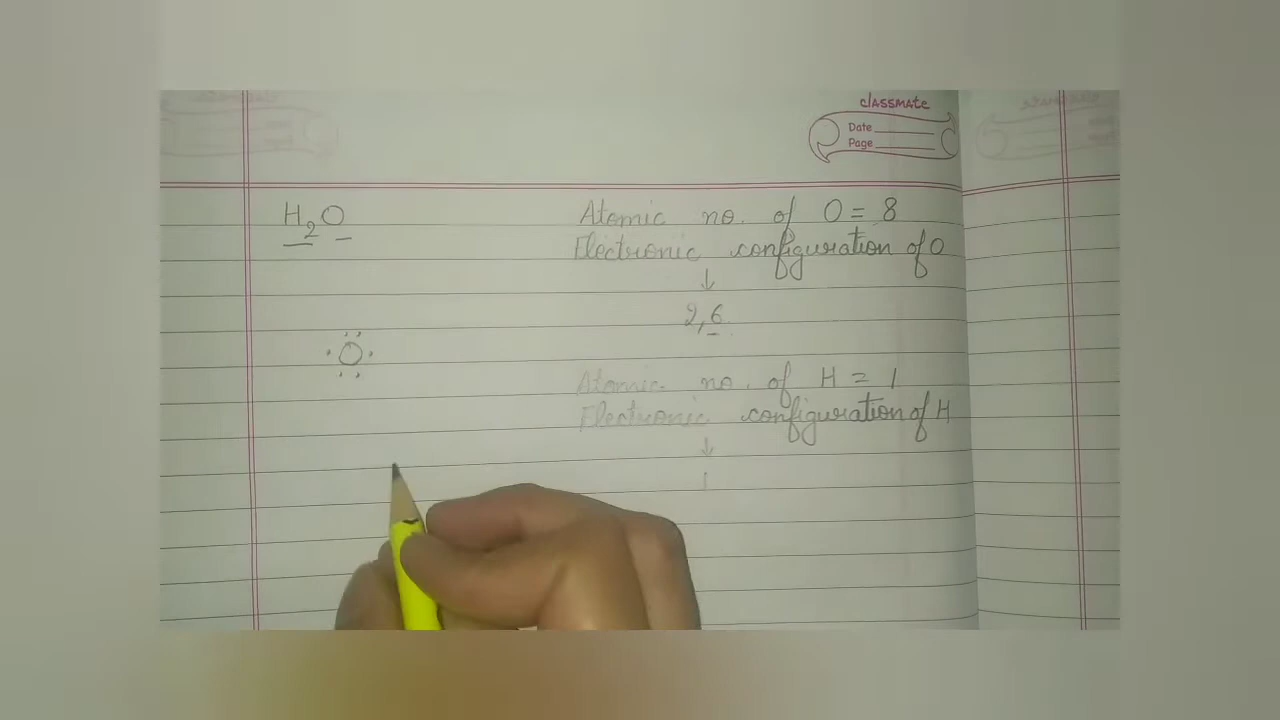 classmate
Date
Page
H2O
Atomic no. of O = 8
Electronic configuration of O
↓
2,6
O
Atomic no. of H = 1
Electronic configuration of H
↓
1